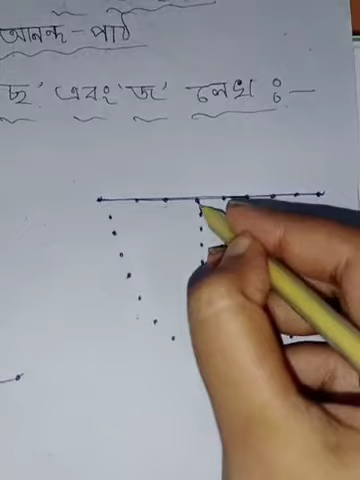 আনন্দ - পাঠ
ছ' এবং 'জ' লেখ ঃ-